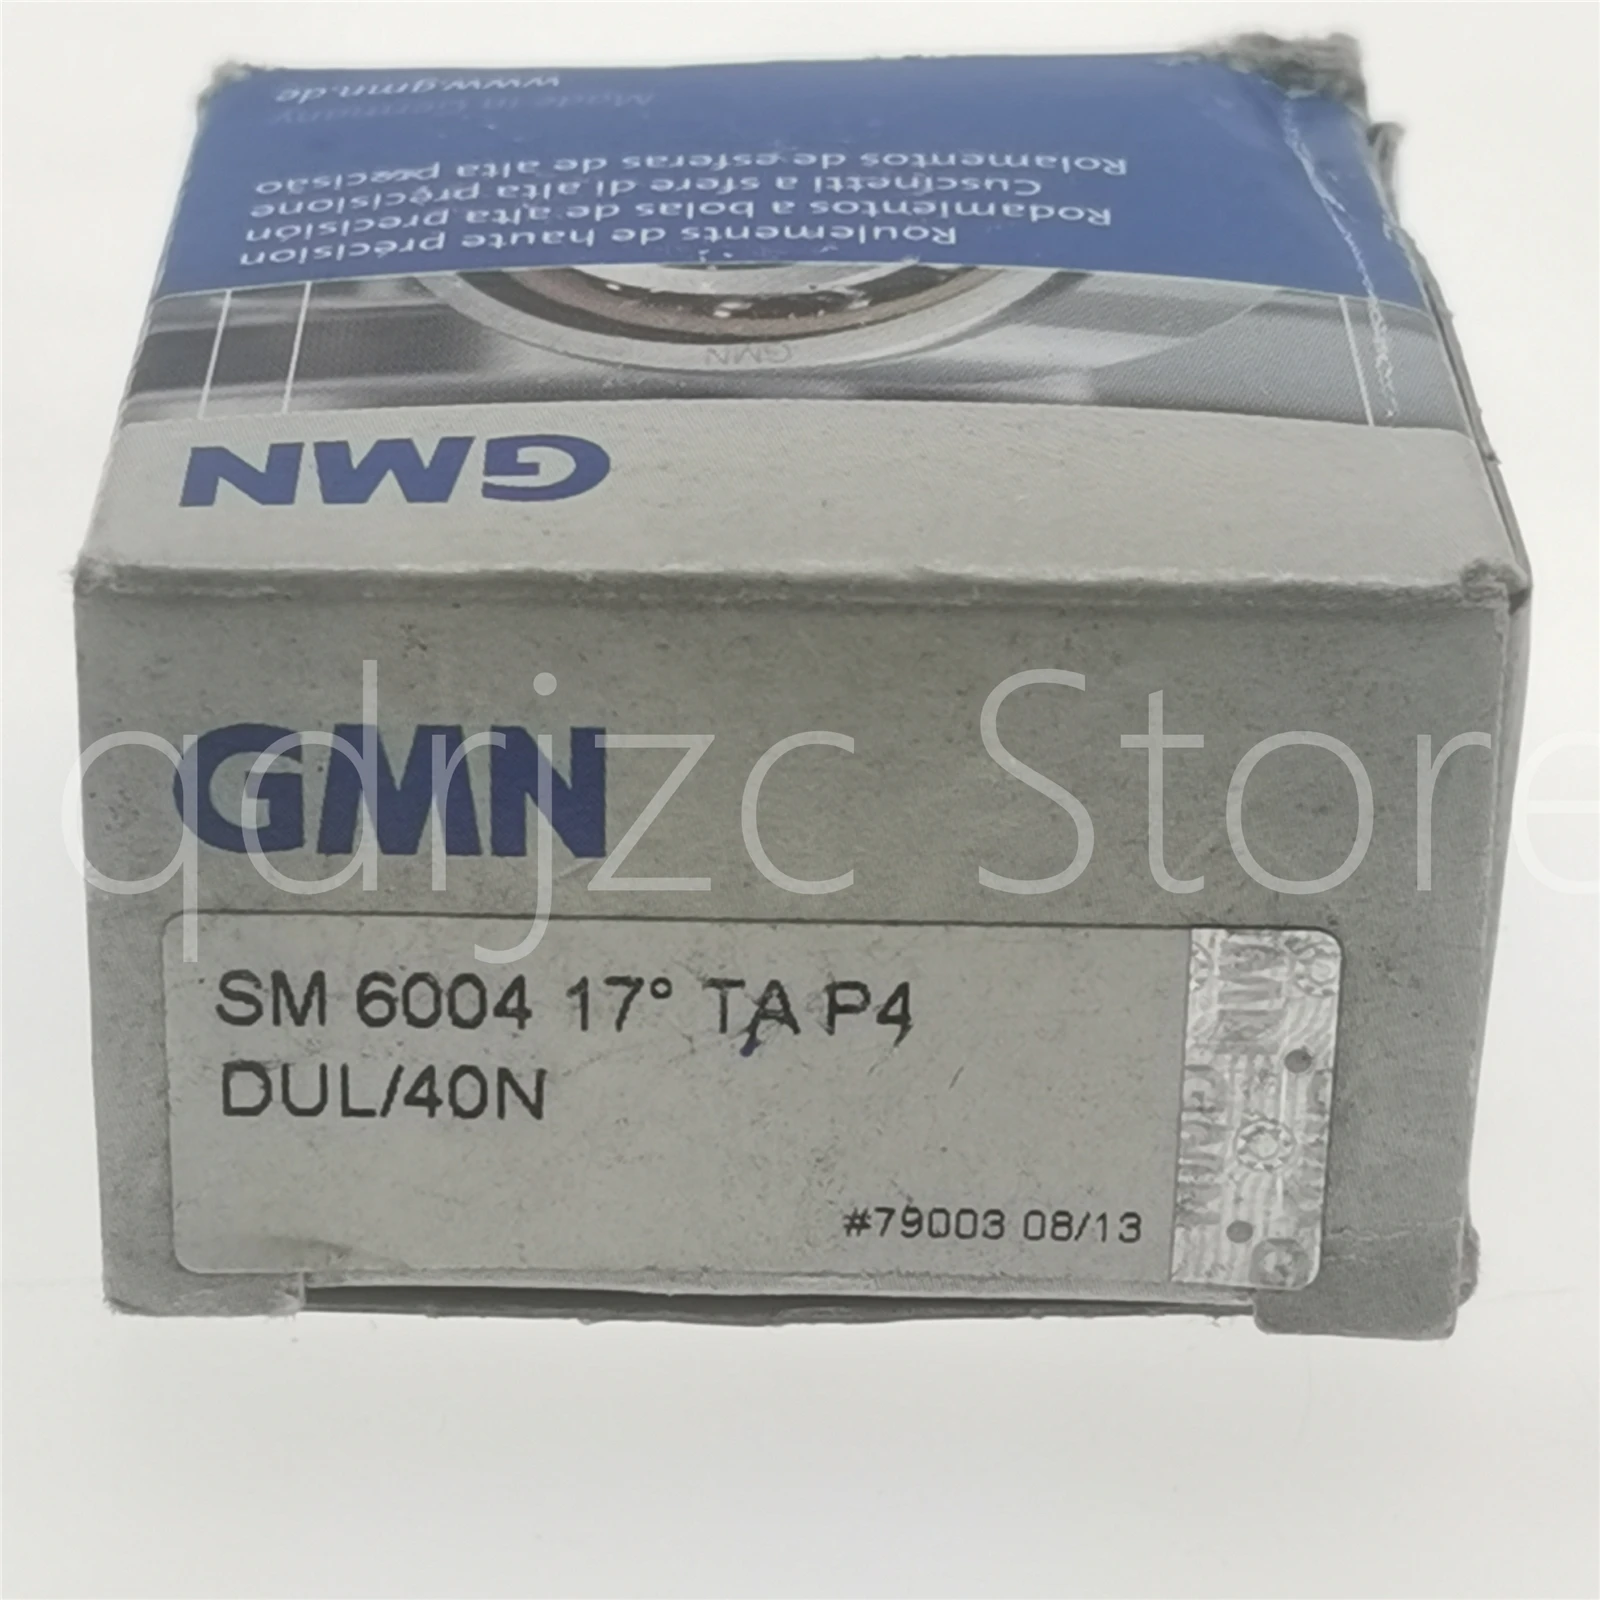 www.gmn.de
Made in Germany
Rolamentos de esferas de alta precisão
Cuscinetti a sfere di alta precisione
Rodamientos a bolas de alta precisión
Roulements de haute précision
GMN
GMN
GMN
qdrjzc Store
SM 6004 17° TA P4
DUL/40N
#79003 08/13